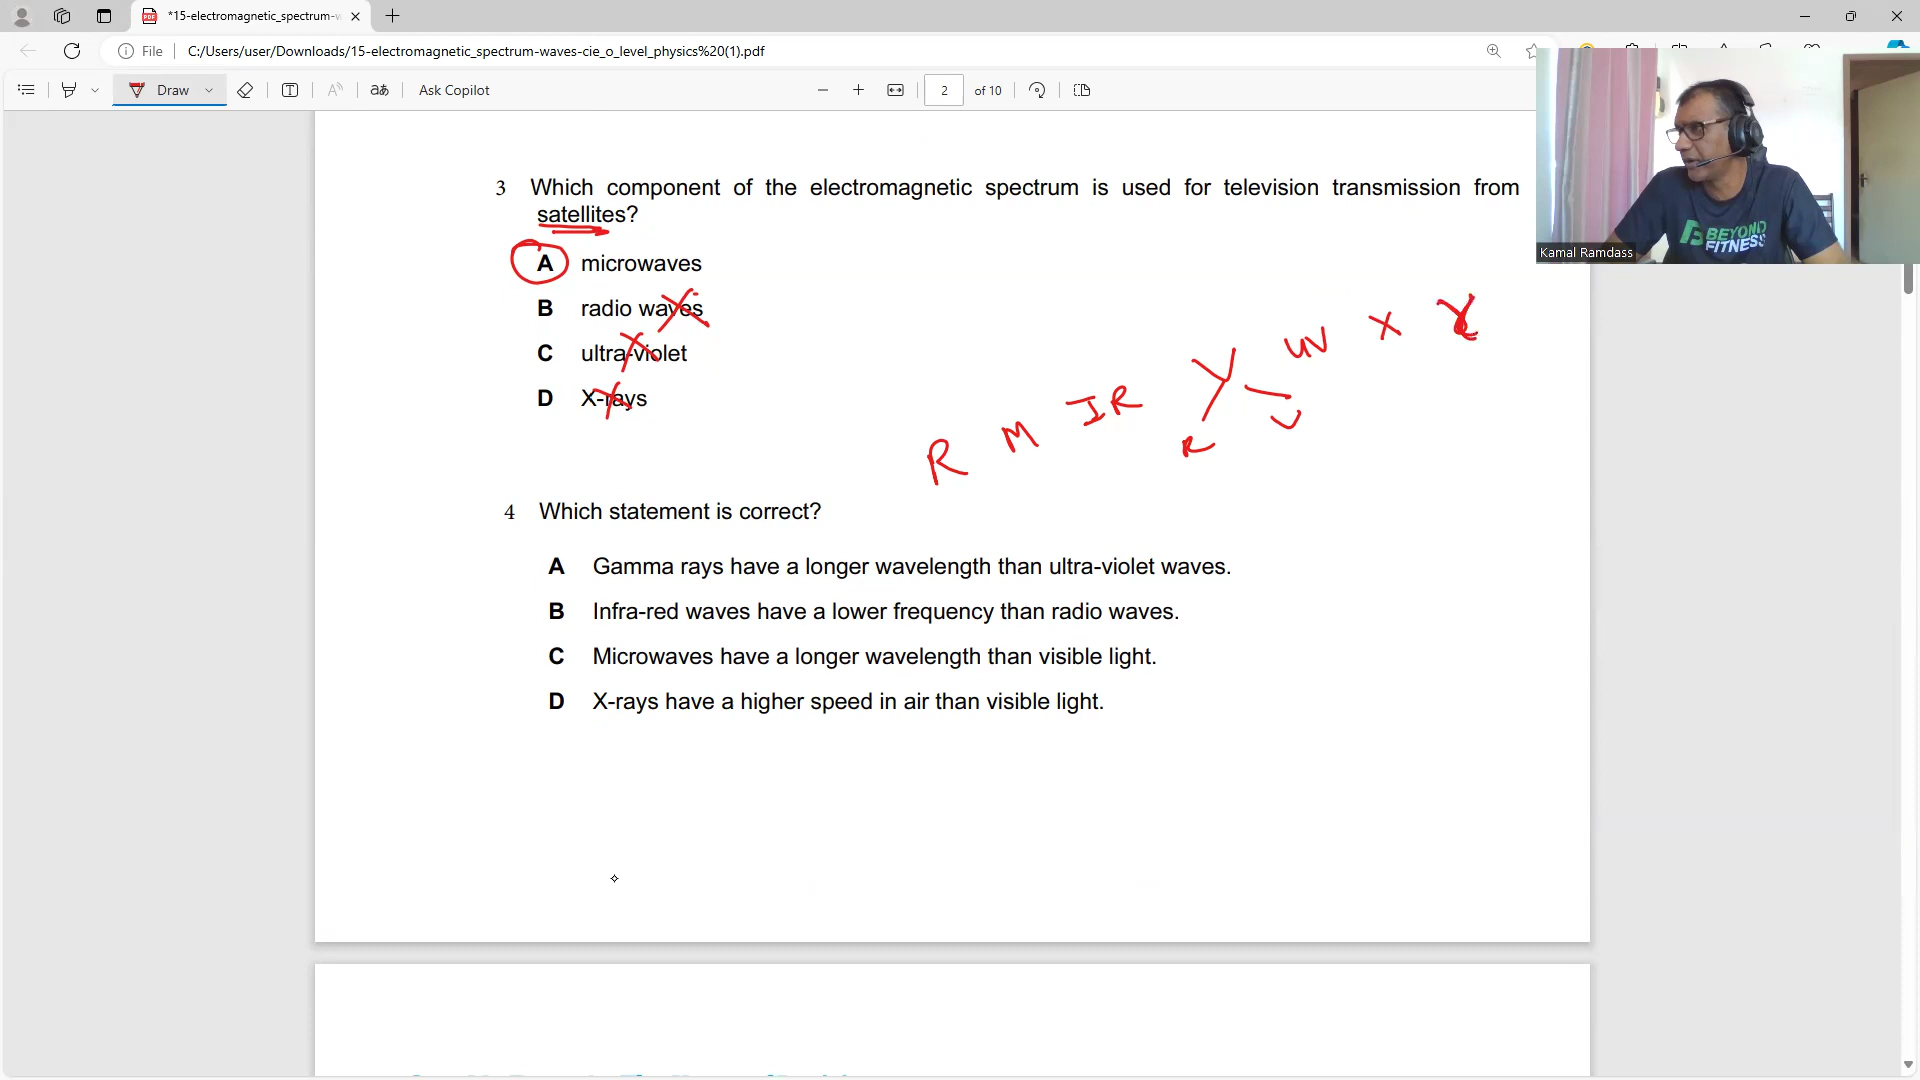 *15-electromagnetic_spectrum-w
File
C:/Users/user/Downloads/15-electromagnetic_spectrum-waves-cie_o_level_physics%20(1).pdf
Draw
Ask Copilot
2
of 10
3 Which component of the electromagnetic spectrum is used for television transmission from
satellites?
A microwaves
B radio waves
C ultra-violet
D X-rays
R M IR R V UV X
4 Which statement is correct?
A Gamma rays have a longer wavelength than ultra-violet waves.
B Infra-red waves have a lower frequency than radio waves.
C Microwaves have a longer wavelength than visible light.
D X-rays have a higher speed in air than visible light.
BEYOND
FITNESS
Kamal Ramdass